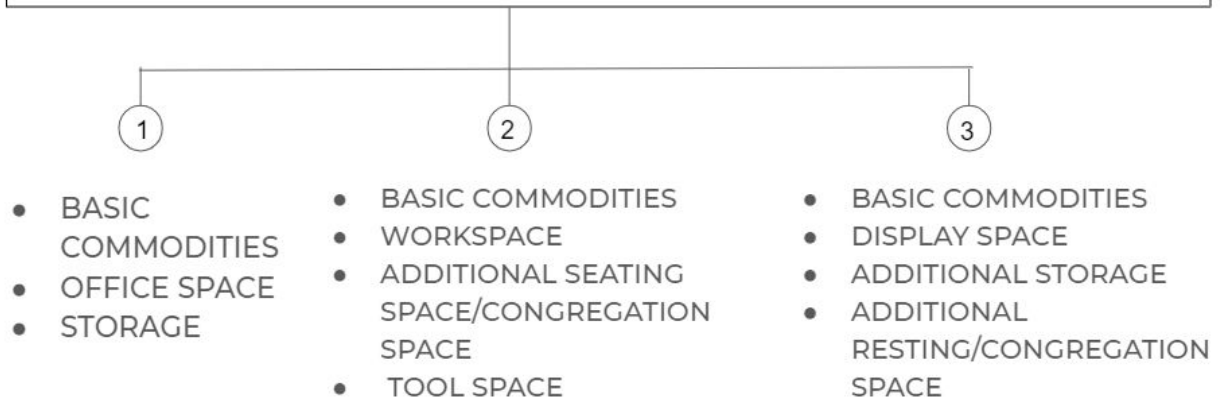 1
● BASIC
COMMODITIES
● OFFICE SPACE
● STORAGE
2
● BASIC COMMODITIES
● WORKSPACE
● ADDITIONAL SEATING
SPACE/CONGREGATION
SPACE
● TOOL SPACE
3
● BASIC COMMODITIES
● DISPLAY SPACE
● ADDITIONAL STORAGE
● ADDITIONAL
RESTING/CONGREGATION
SPACE